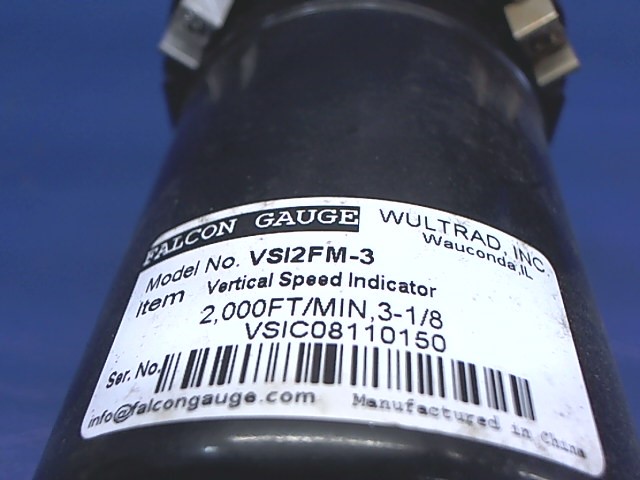 FALCON GAUGE WULTRAD, INC.
Wauconda,IL
Model No. VSI2FM-3
Item Vertical Speed Indicator
2,000FT/MIN,3-1/8
VSIC08110150
Ser. No.
info@falcongauge.com Manufactured in China